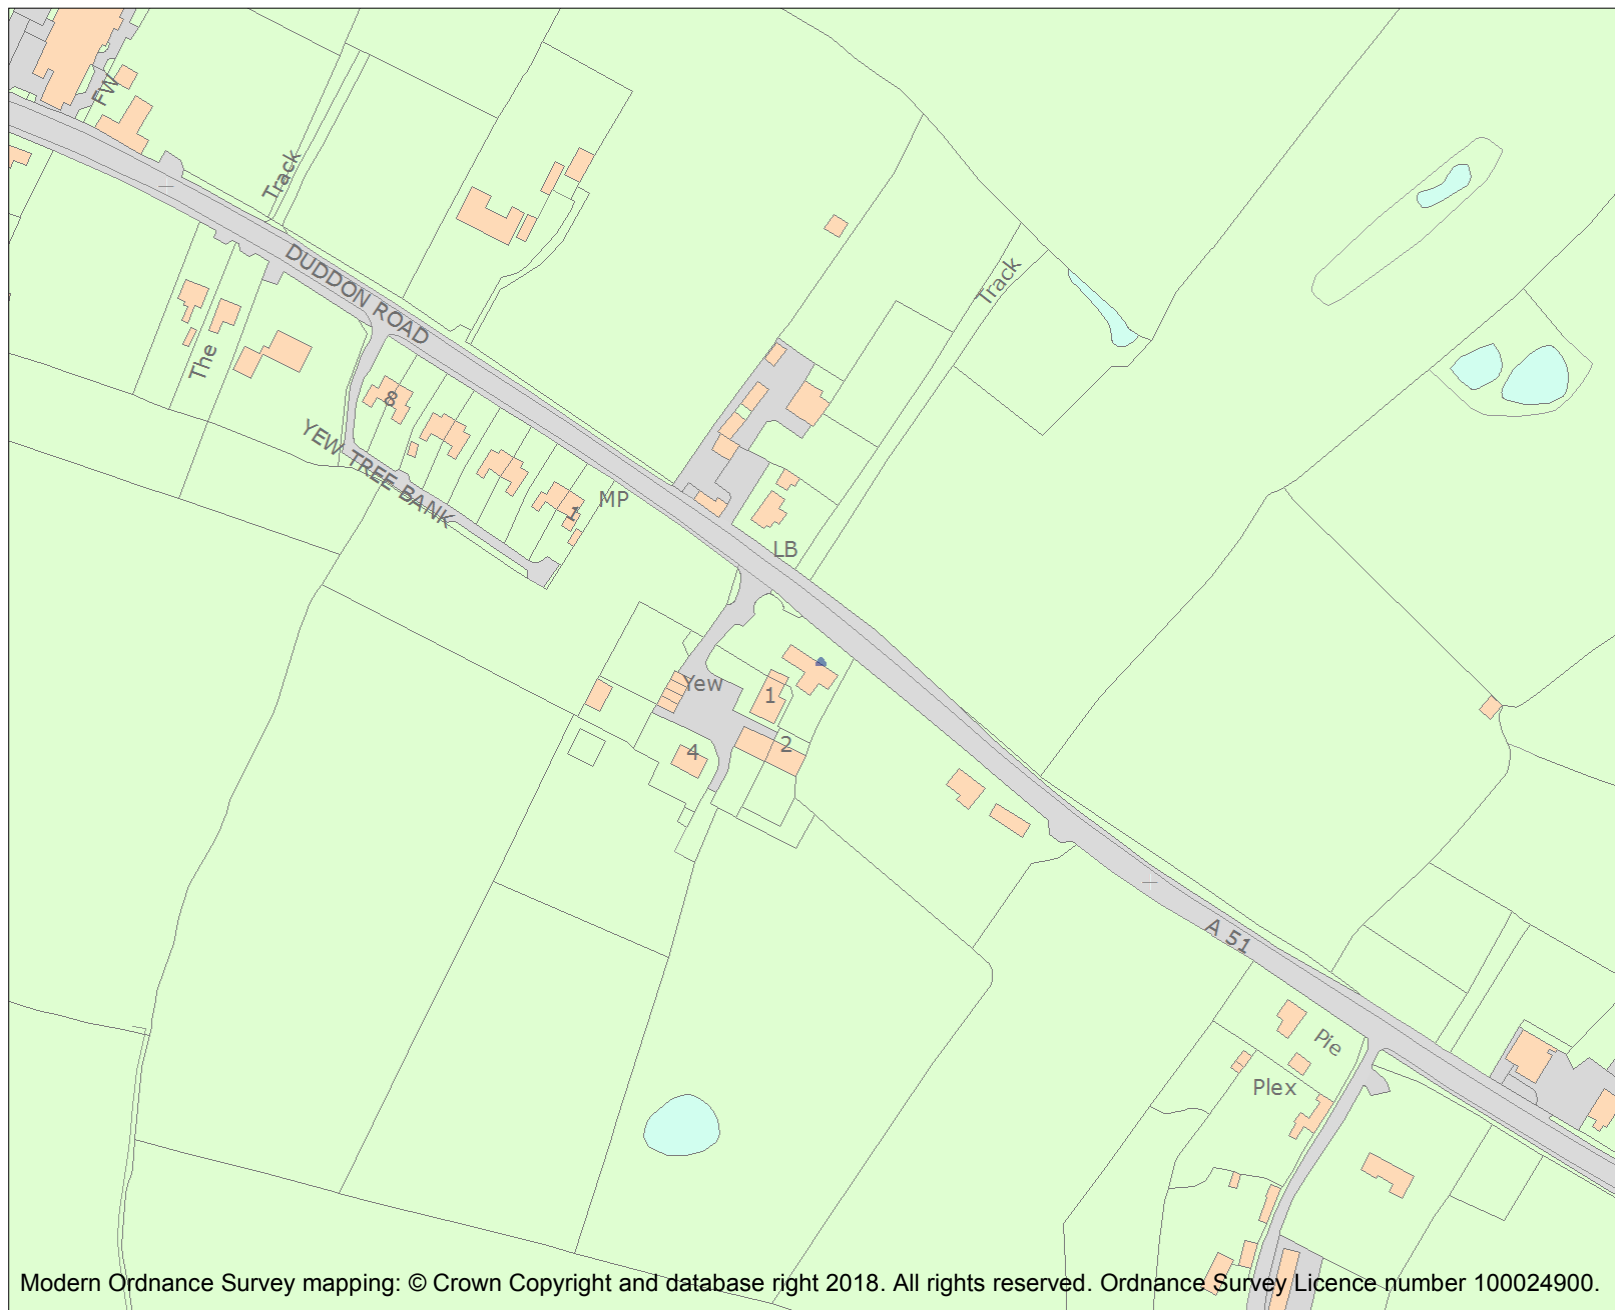 FW
Track
DUDDON ROAD
Track
The
8
YEW TREE BANK
1
MP
LB
Yew
1
2
4
A 51
Pie
Plex
Modern Ordnance Survey mapping: © Crown Copyright and database right 2018. All rights reserved. Ordnance Survey Licence number 100024900.